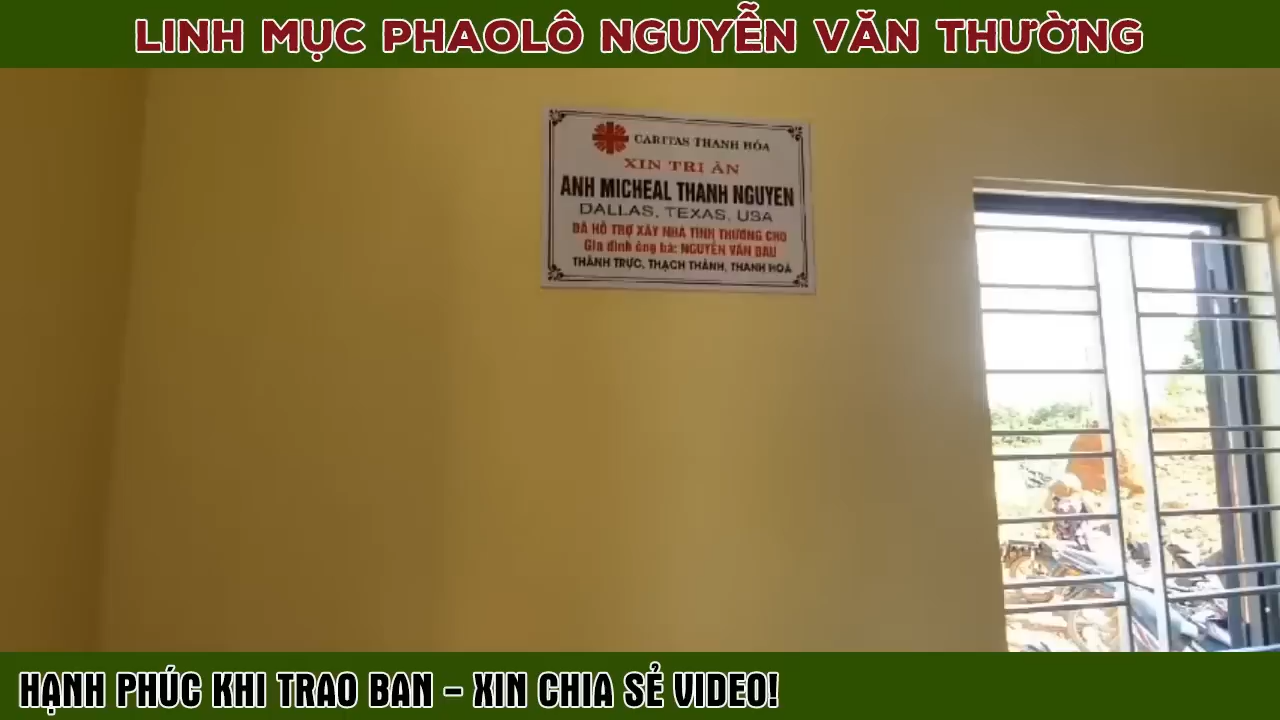 LINH MỤC PHAOLÔ NGUYỄN VĂN THƯỜNG
CARITAS THANH HÓA
XIN TRI ÂN
ANH MICHEAL THANH NGUYEN
DALLAS, TEXAS, USA
ĐÃ HỖ TRỢ XÂY NHÀ TÌNH THƯƠNG CHO
Gia đình ông bà: NGUYỄN VĂN DAU
THÀNH TRỰC, THẠCH THÀNH, THANH HOÁ
HẠNH PHÚC KHI TRAO BAN – XIN CHIA SẺ VIDEO!